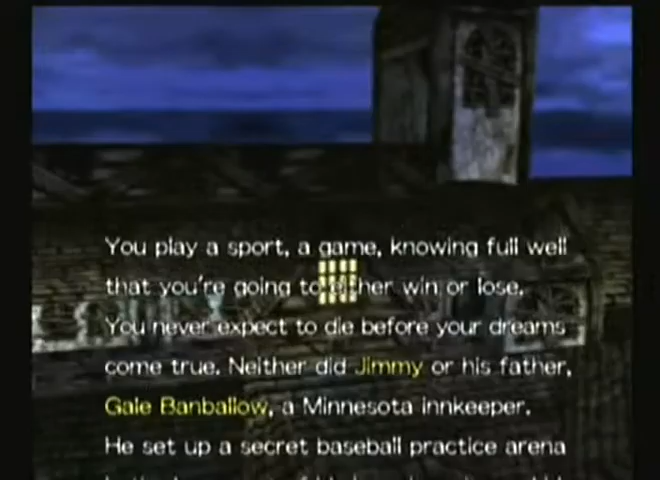 You play a sport, a game, knowing full well
that you're going to either win or lose.
You never expect to die before your dreams
come true. Neither did Jimmy or his father,
Gale Banballow, a Minnesota innkeeper.
He set up a secret baseball practice arena